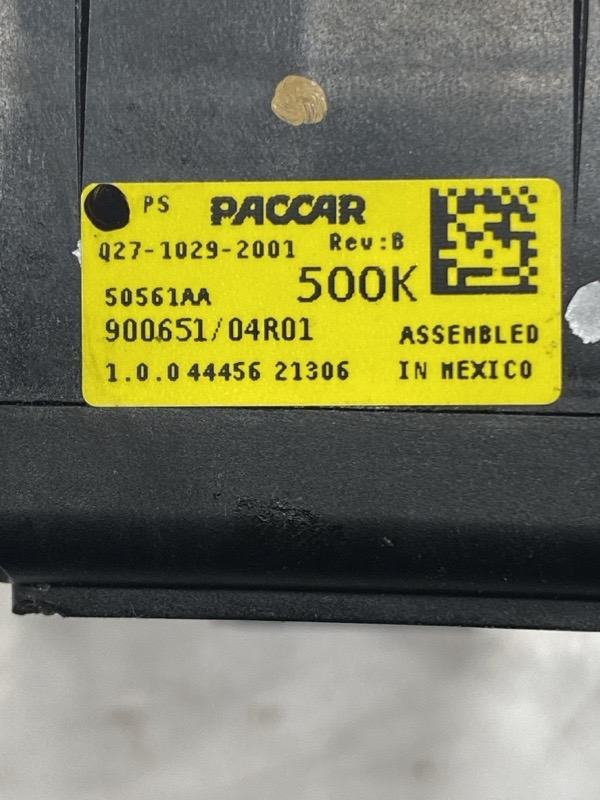 PS PACCAR
Q27-1029-2001 Rev:B
50561AA 500K
900651/04R01 ASSEMBLED
1.0.0 44456 21306 IN MEXICO